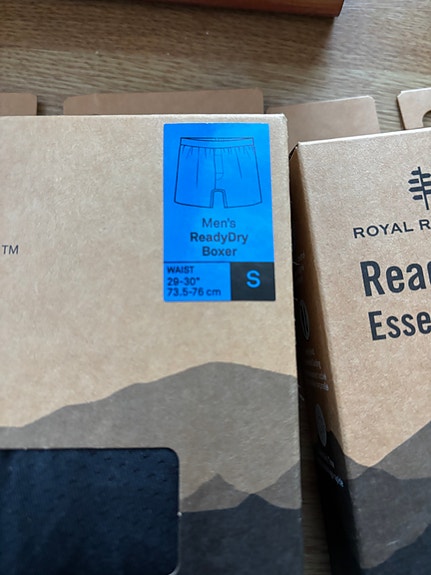 TM
Men's
ReadyDry
Boxer
WAIST
29-30"
73.5-76 cm
S
ROYAL R
Rea
Esse